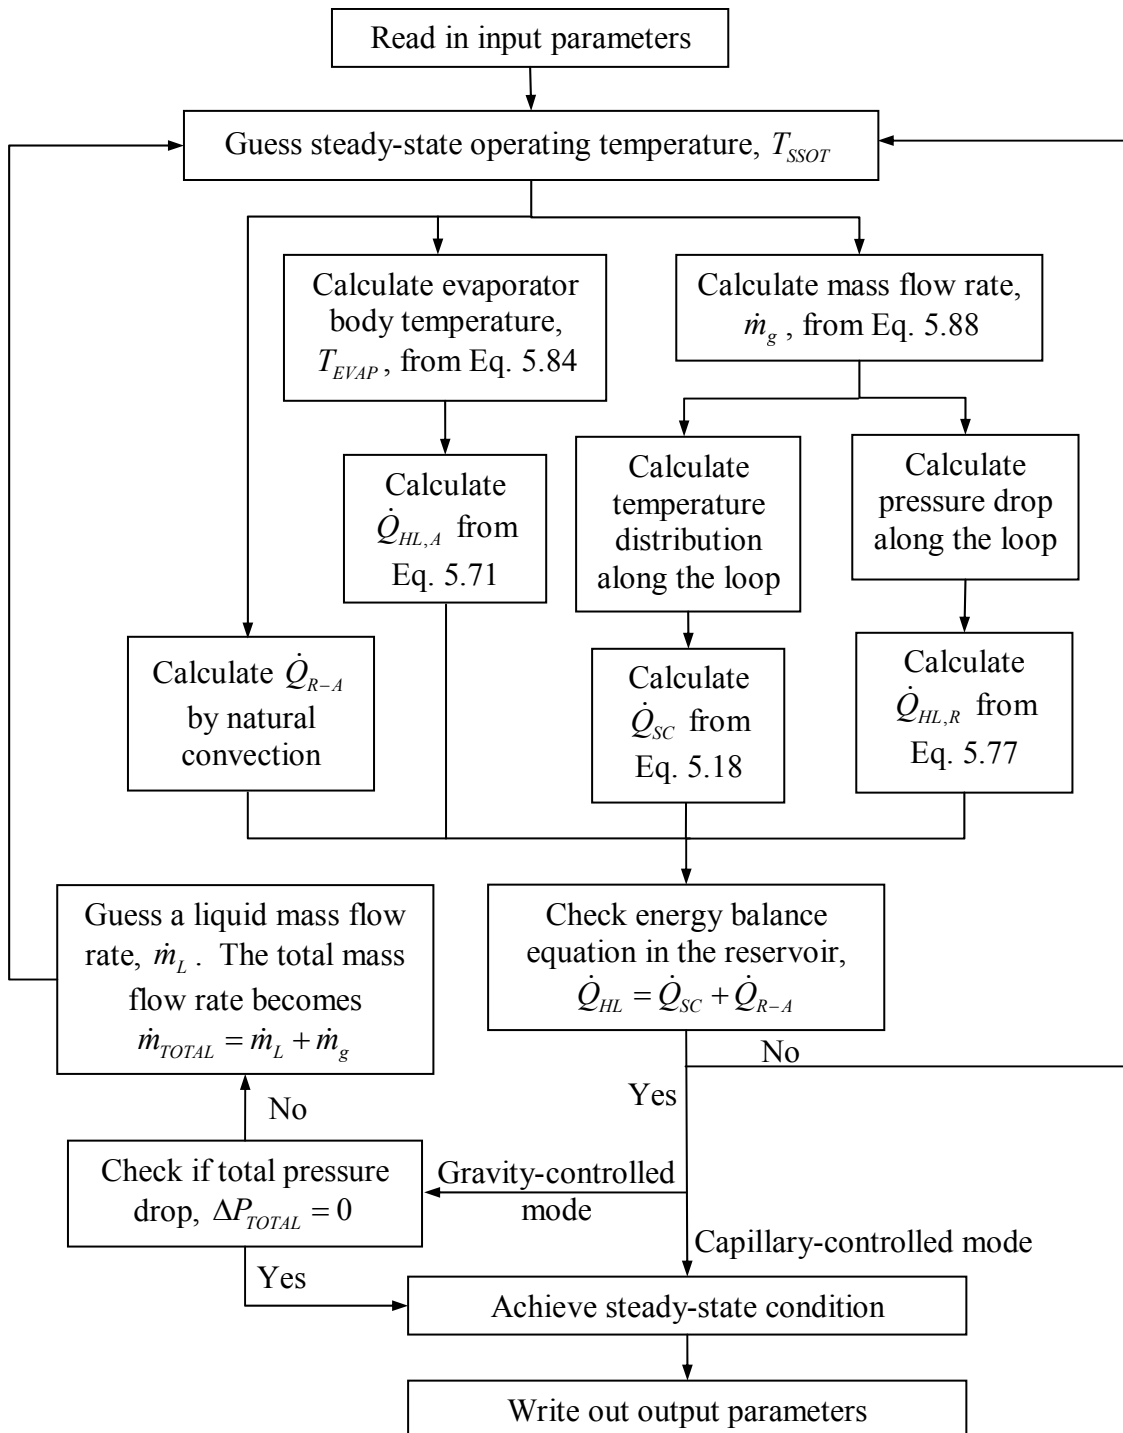 Read in input parameters
Guess steady-state operating temperature, T_SSOT
Calculate evaporator
body temperature,
T_EVAP, from Eq. 5.84
Calculate mass flow rate,
ṁ_g, from Eq. 5.88
Calculate
Q̇_HL,A from
Eq. 5.71
Calculate
temperature
distribution
along the loop
Calculate
pressure drop
along the loop
Calculate Q̇_R−A
by natural
convection
Calculate
Q̇_SC from
Eq. 5.18
Calculate
Q̇_HL,R from
Eq. 5.77
Guess a liquid mass flow
rate, ṁ_L. The total mass
flow rate becomes
ṁ_TOTAL = ṁ_L + ṁ_g
Check energy balance
equation in the reservoir,
Q̇_HL = Q̇_SC + Q̇_R−A
No
Yes
No
Check if total pressure
drop, ΔP_TOTAL = 0
Gravity-controlled
mode
Capillary-controlled mode
Yes
Achieve steady-state condition
Write out output parameters